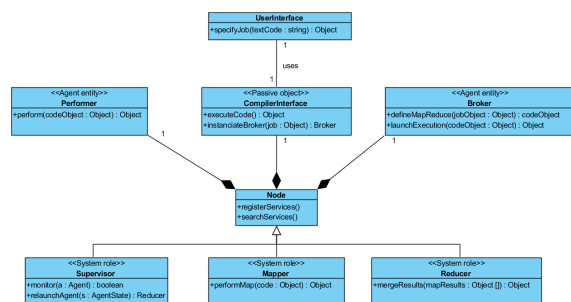 UserInterface
+specifyJob(textCode : string) : Object
1
uses
1
<<Agent entity>>
Performer
+perform(codeObject : Object) : Object
1
<<Passive object>>
CompilerInterface
+executeCode() : Object
+instanciateBroker(job : Object) : Broker
1
<<Agent entity>>
Broker
+defineMapReduce(jobObject : Object) : codeObject
+launchExecution(codeObject : Object) : Object
1
Node
+registerServices()
+searchServices()
<<System role>>
Supervisor
+monitor(a : Agent) : boolean
+relaunchAgent(s : AgentState) : Reducer
<<System role>>
Mapper
+performMap(code : Object) : Object
<<System role>>
Reducer
+mergeResults(mapResults : Object []) : Object